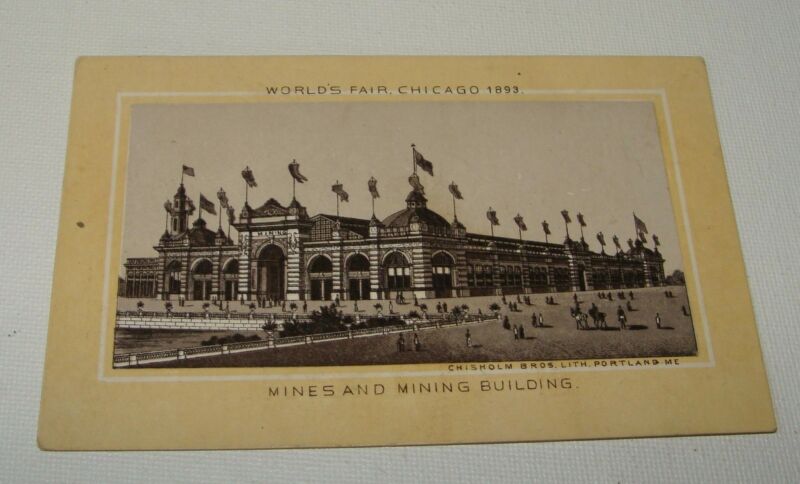 WORLD'S FAIR. CHICAGO 1893.
MINING
CHISHOLM BROS. LITH. PORTLAND ME
MINES AND MINING BUILDING.